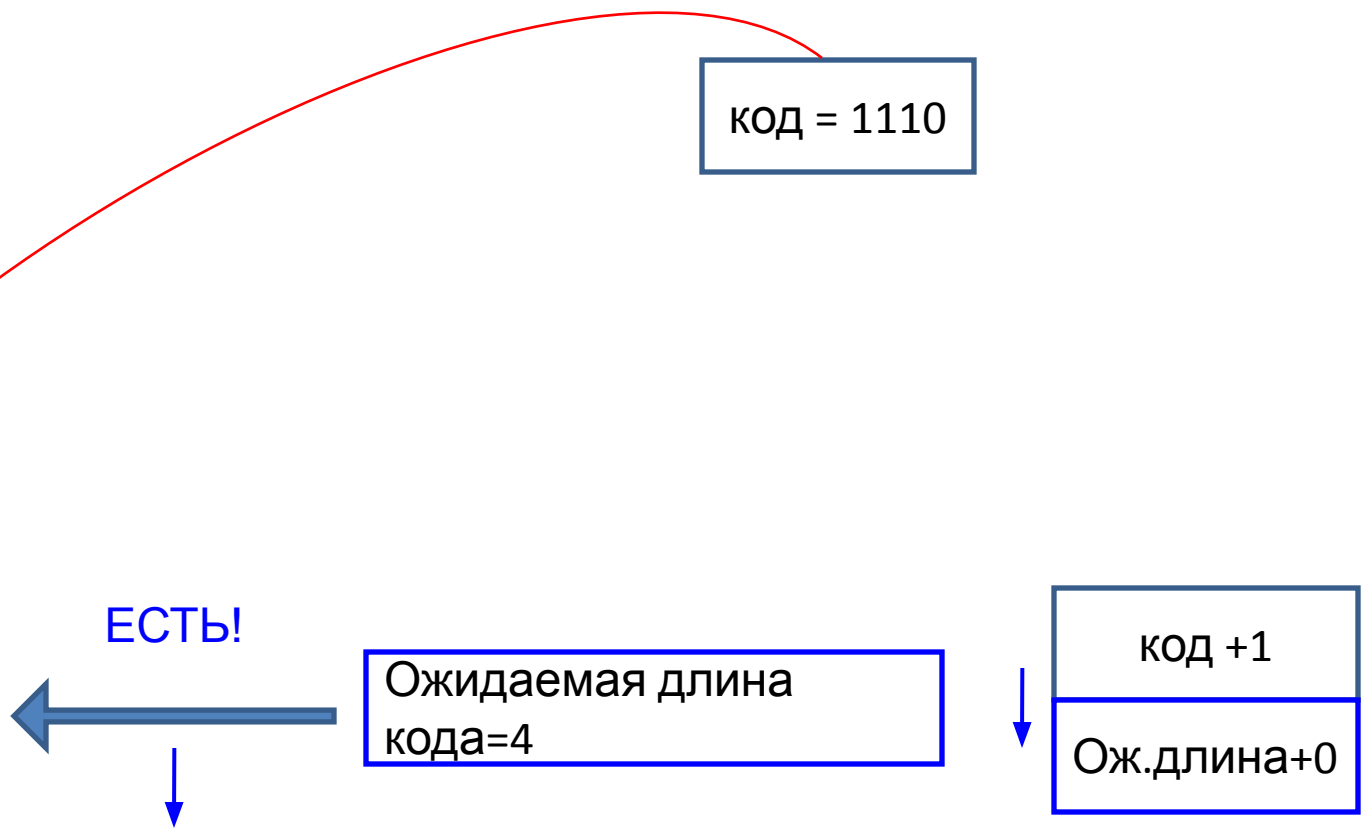 код = 1110
ЕСТЬ!
Ожидаемая длина
кода=4
код +1
Ож.длина+0